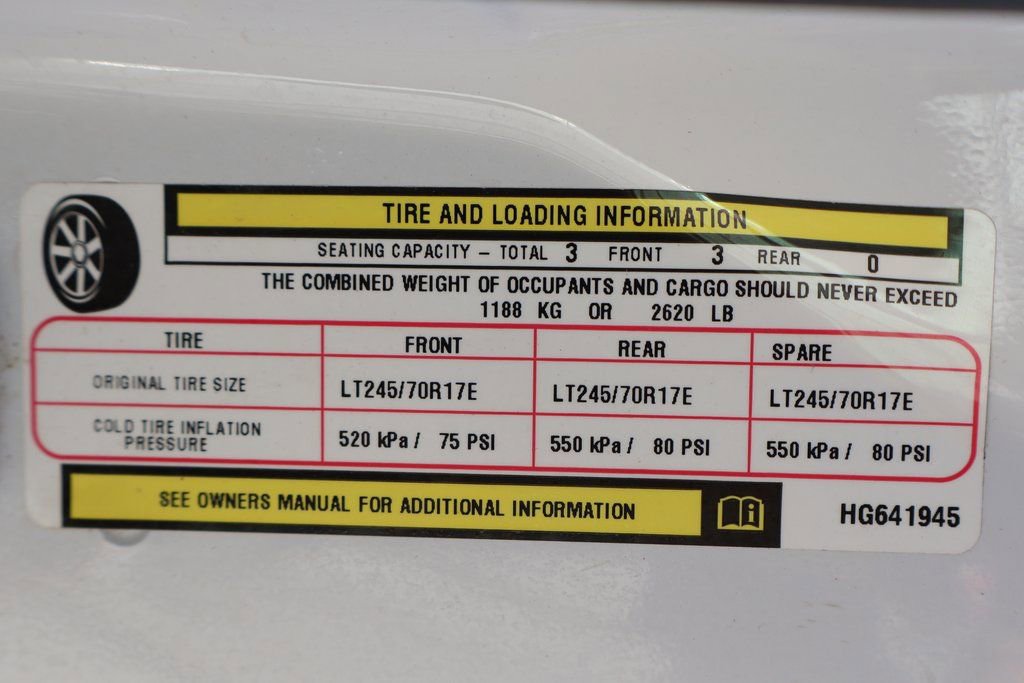 TIRE AND LOADING INFORMATION
SEATING CAPACITY – TOTAL 3 FRONT 3 REAR 0
THE COMBINED WEIGHT OF OCCUPANTS AND CARGO SHOULD NEVER EXCEED
1188 KG OR 2620 LB
TIRE FRONT REAR SPARE
ORIGINAL TIRE SIZE LT245/70R17E LT245/70R17E LT245/70R17E
COLD TIRE INFLATION
PRESSURE 520 kPa / 75 PSI 550 kPa / 80 PSI 550 kPa / 80 PSI
SEE OWNERS MANUAL FOR ADDITIONAL INFORMATION i HG641945